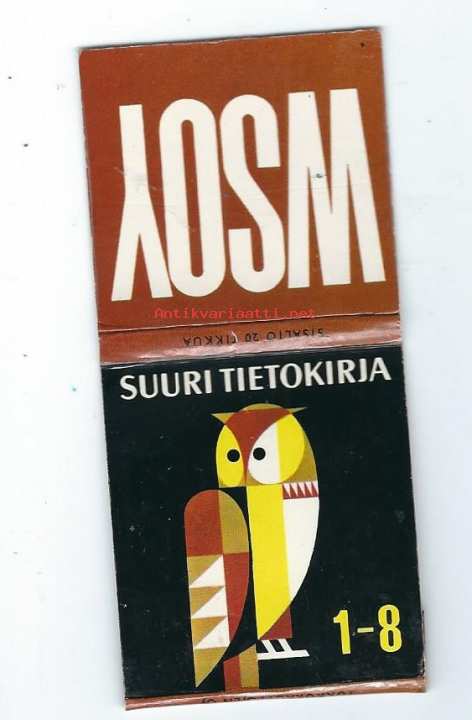 WSOY
Antikvariaatti.net
SISÄLTÖ 20 TIKKUA
SUURI TIETOKIRJA
1-8